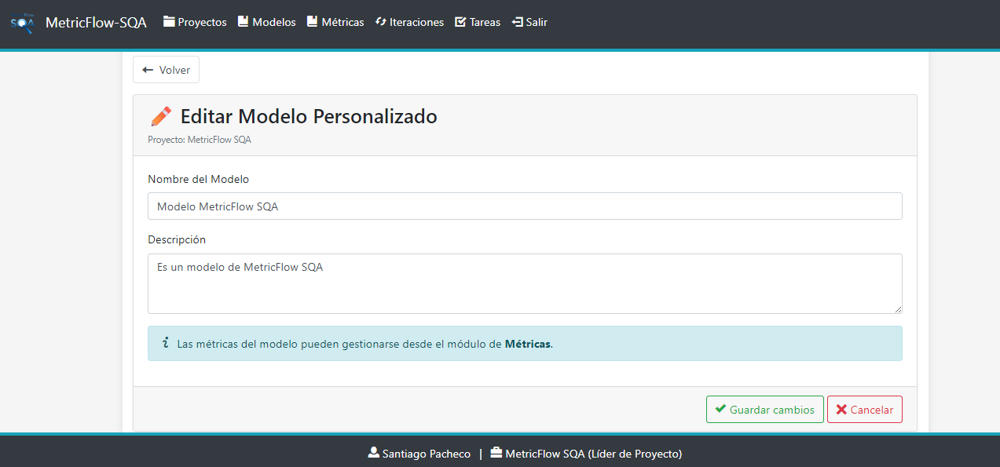 Flow
SQA
MetricFlow-SQA Proyectos Modelos Métricas Iteraciones Tareas Salir
Volver
Editar Modelo Personalizado
Proyecto: MetricFlow SQA
Nombre del Modelo
Modelo MetricFlow SQA
Descripción
Es un modelo de MetricFlow SQA
Las métricas del modelo pueden gestionarse desde el módulo de Métricas.
Guardar cambios Cancelar
Santiago Pacheco | MetricFlow SQA (Líder de Proyecto)